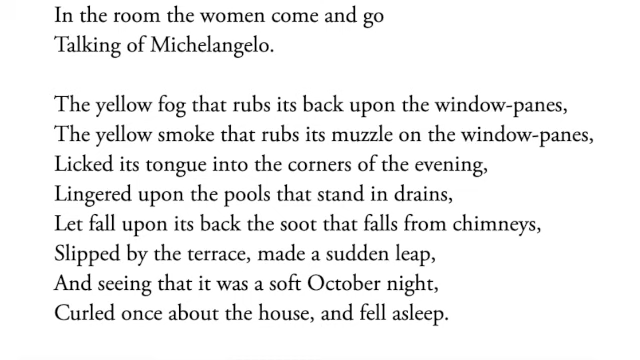 In the room the women come and go
Talking of Michelangelo.

The yellow fog that rubs its back upon the window-panes,
The yellow smoke that rubs its muzzle on the window-panes,
Licked its tongue into the corners of the evening,
Lingered upon the pools that stand in drains,
Let fall upon its back the soot that falls from chimneys,
Slipped by the terrace, made a sudden leap,
And seeing that it was a soft October night,
Curled once about the house, and fell asleep.